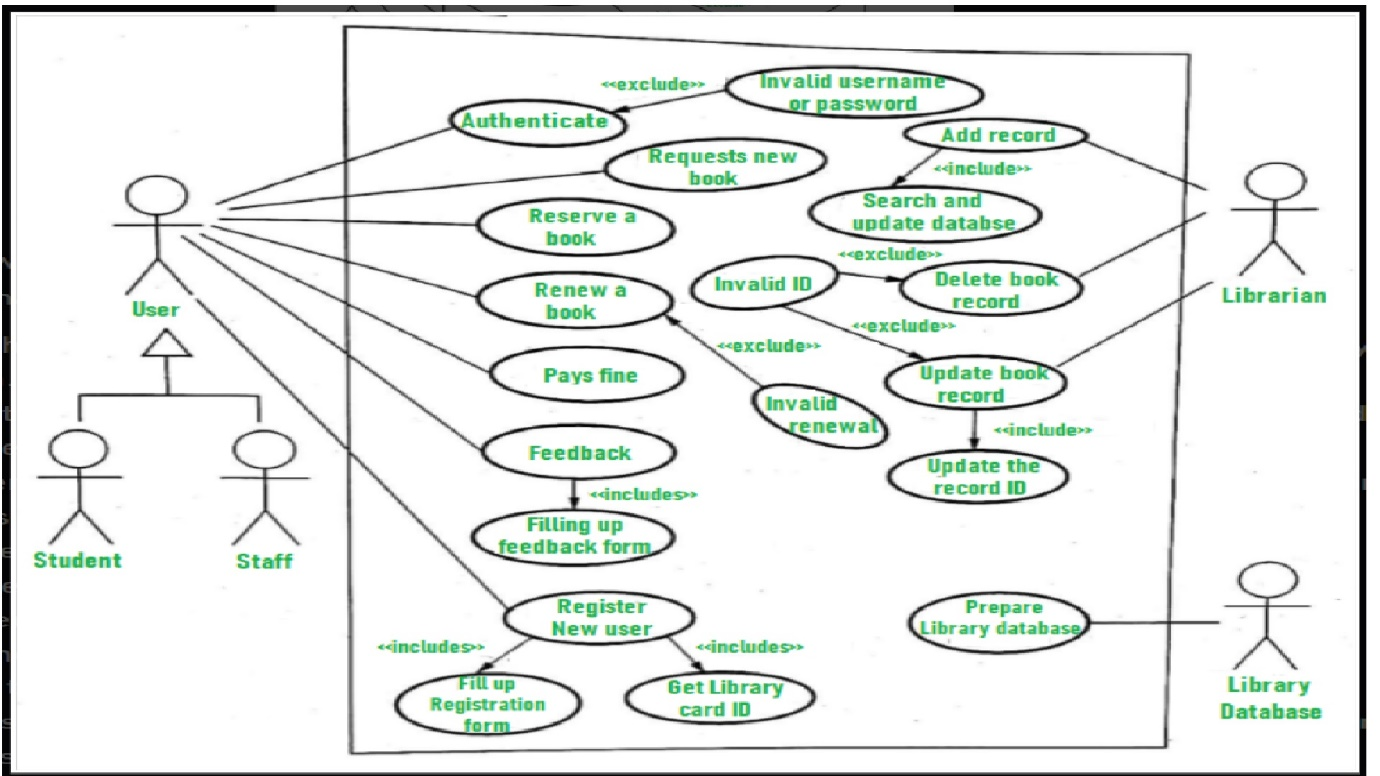 <<exclude>>
Invalid username
or password
Authenticate
Add record
Requests new
book
<<include>>
Search and
update databse
Reserve a
book
<<exclude>>
Invalid ID
Delete book
record
Renew a
book
User
Librarian
<<exclude>>
<<exclude>>
Pays fine
Update book
record
Invalid
renewal
<<include>>
Feedback
Update the
record ID
<<includes>>
Filling up
feedback form
Student
Staff
Register
New user
Prepare
Library database
<<includes>>
<<includes>>
Fill up
Registration
form
Get Library
card ID
Library
Database